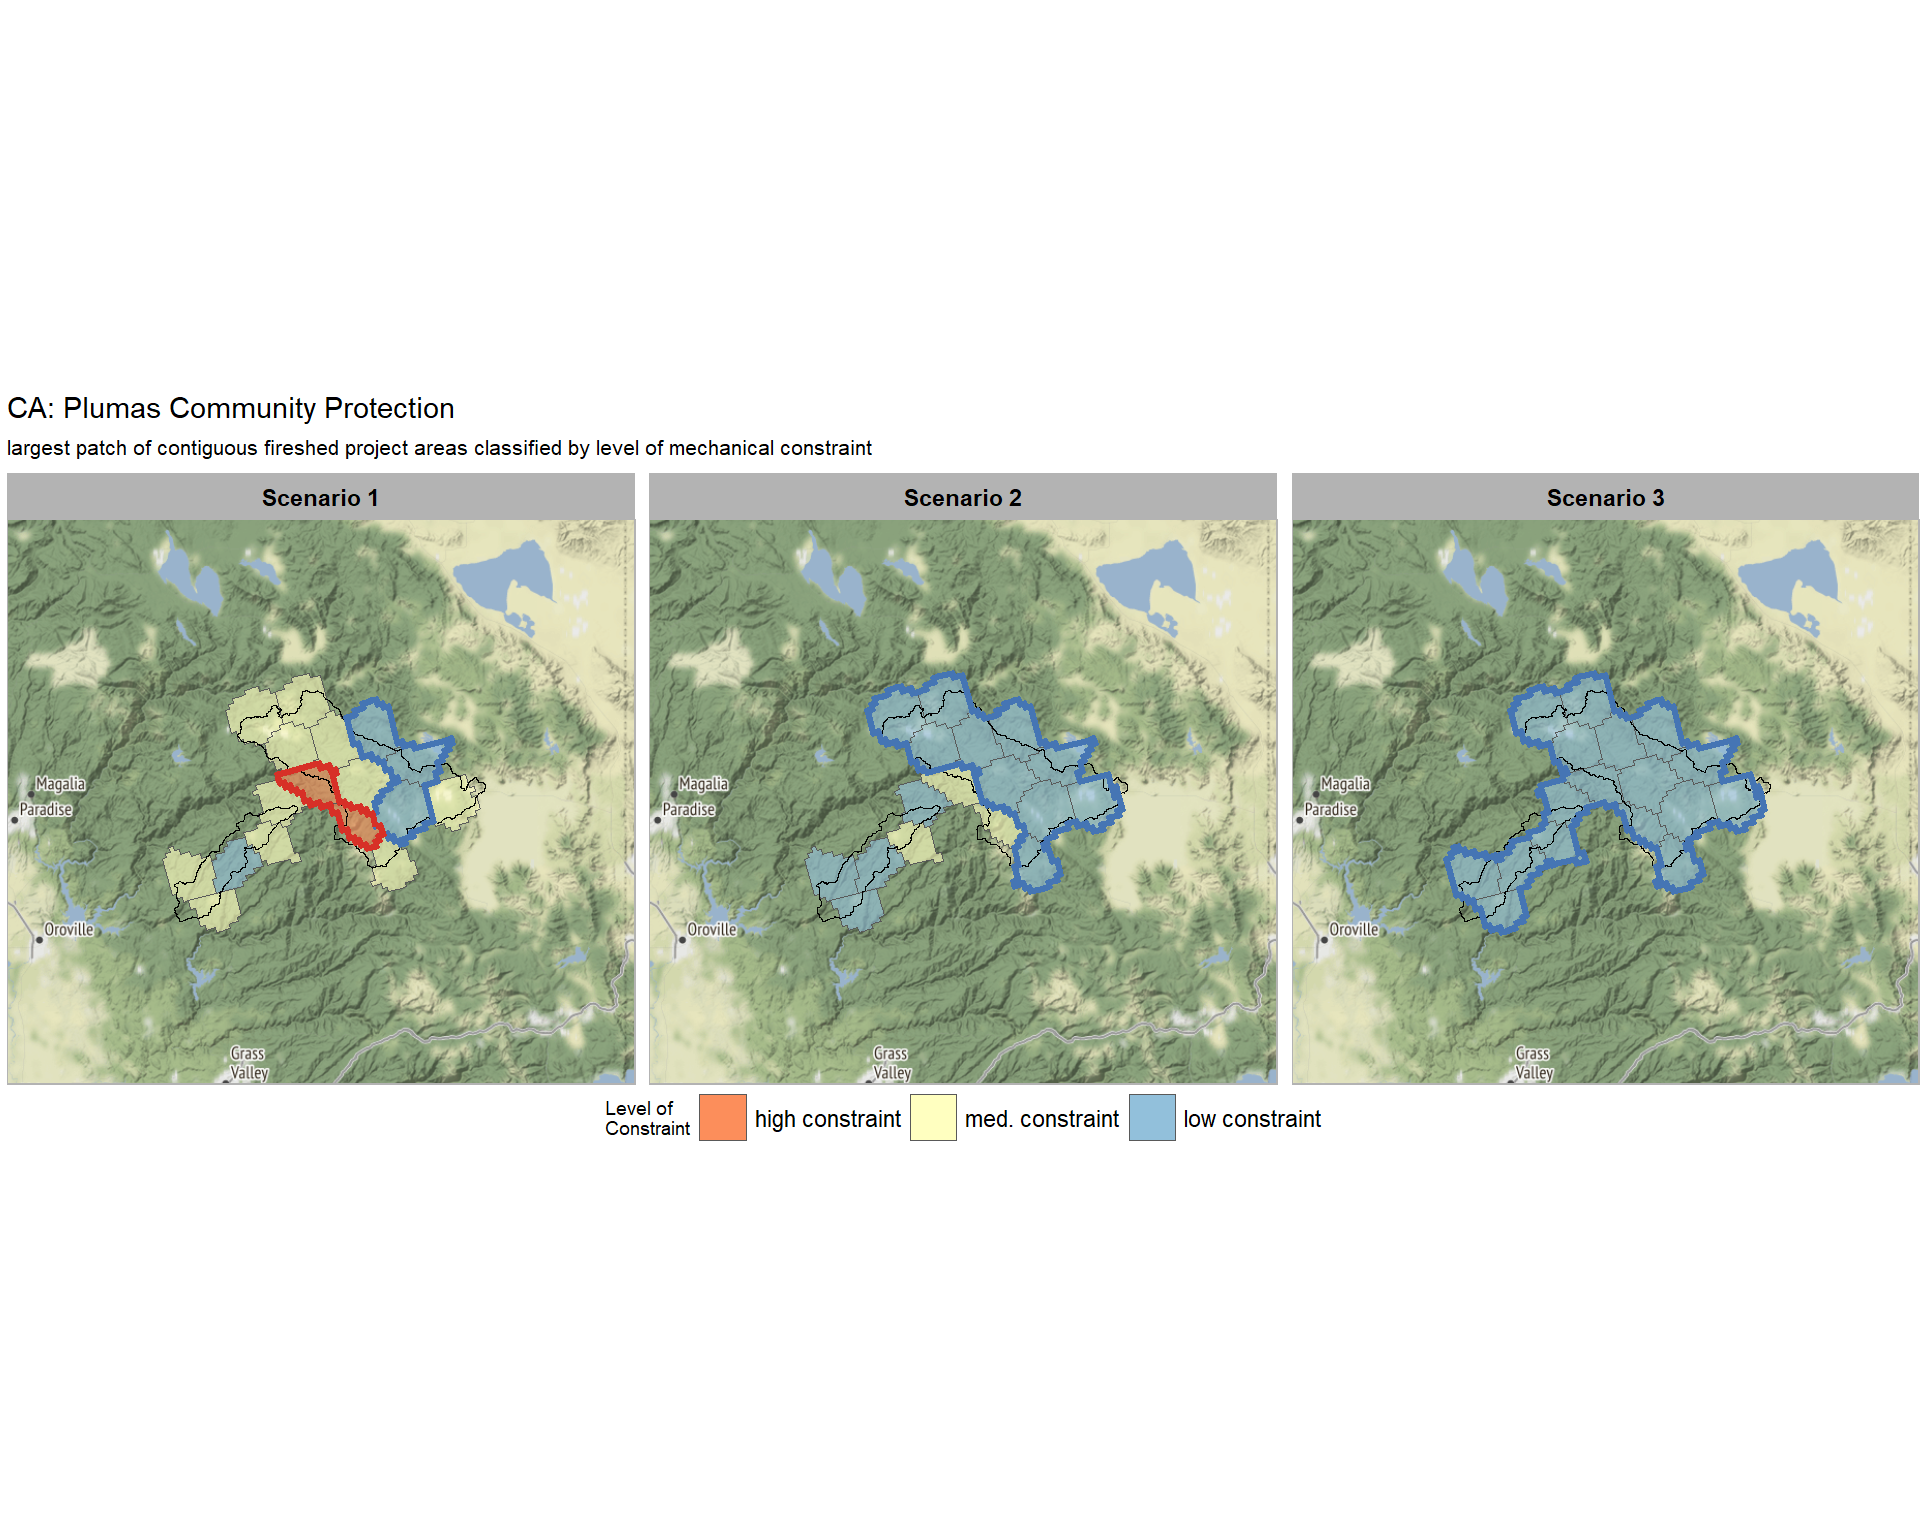 CA: Plumas Community Protection
largest patch of contiguous fireshed project areas classified by level of mechanical constraint
Scenario 1
Scenario 2
Scenario 3
Magalia
Paradise
Oroville
Grass
Valley
Magalia
Paradise
Oroville
Grass
Valley
Magalia
Paradise
Oroville
Grass
Valley
Level of
Constraint
high constraint
med. constraint
low constraint